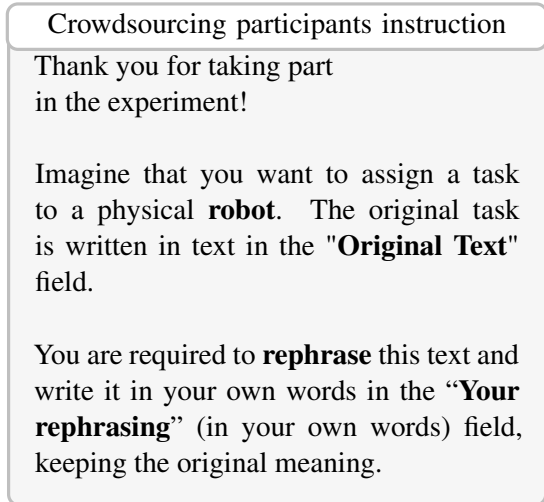 Crowdsourcing participants instruction
Thank you for taking part
in the experiment!
Imagine that you want to assign a task
to a physical robot. The original task
is written in text in the "Original Text"
field.
You are required to rephrase this text and
write it in your own words in the “Your
rephrasing” (in your own words) field,
keeping the original meaning.